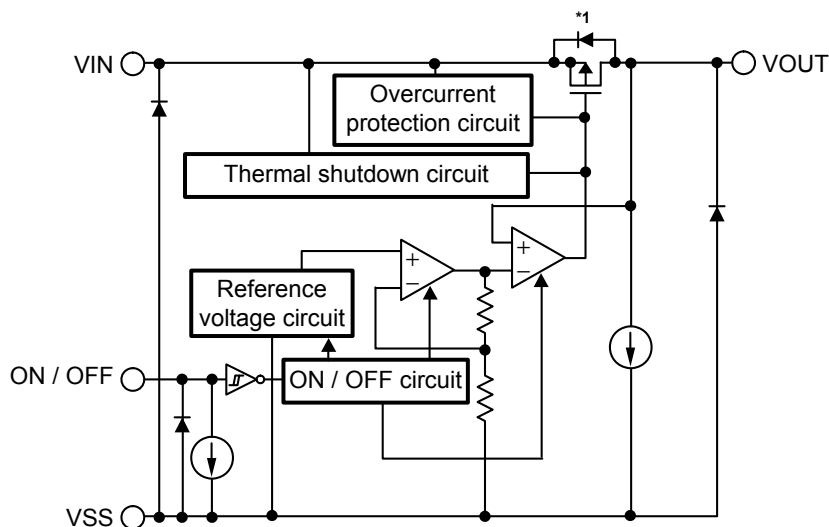 *1
VIN
VOUT
Overcurrent
protection circuit
Thermal shutdown circuit
+
−
+
−
Reference
voltage circuit
ON / OFF
ON / OFF circuit
VSS